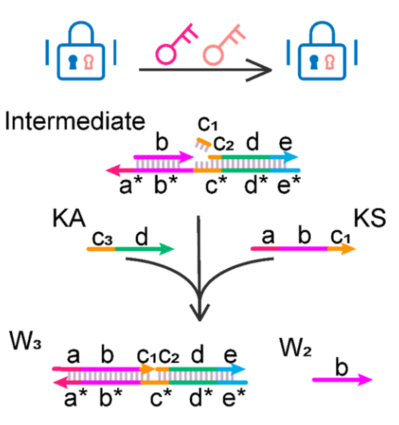 Intermediate
c₁
b c₂ d e
a* b* c* d* e*
KA KS
c₃ d a b c₁
W₃ W₂
a b c₁c₂ d e b
a* b* c* d* e*